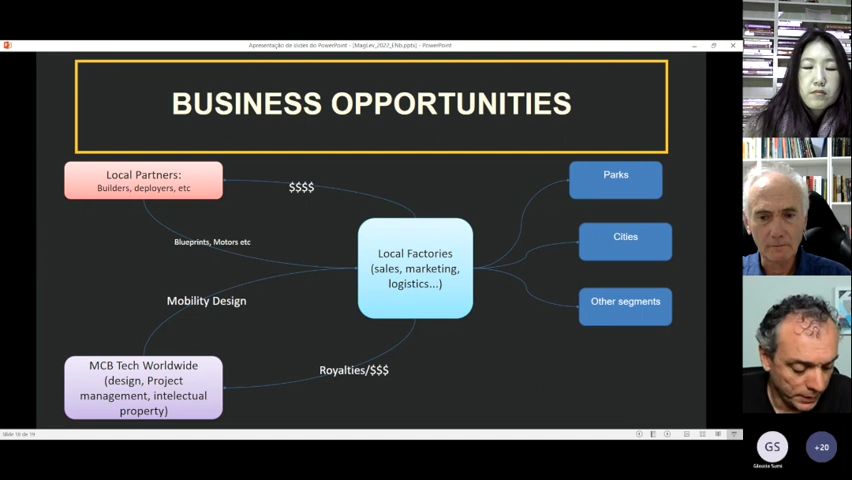 Apresentação de slides do PowerPoint - [MagLev_2022_ENb.pptx] - PowerPoint
BUSINESS OPPORTUNITIES
Local Partners:
Builders, deployers, etc
$$$$
Parks
Blueprints, Motors etc
Cities
Local Factories
(sales, marketing,
logistics...)
Mobility Design
Other segments
MCB Tech Worldwide
(design, Project
management, intelectual
property)
Royalties/$$$
Slide 16 de 19
GS
+20
Glaucia Sumi